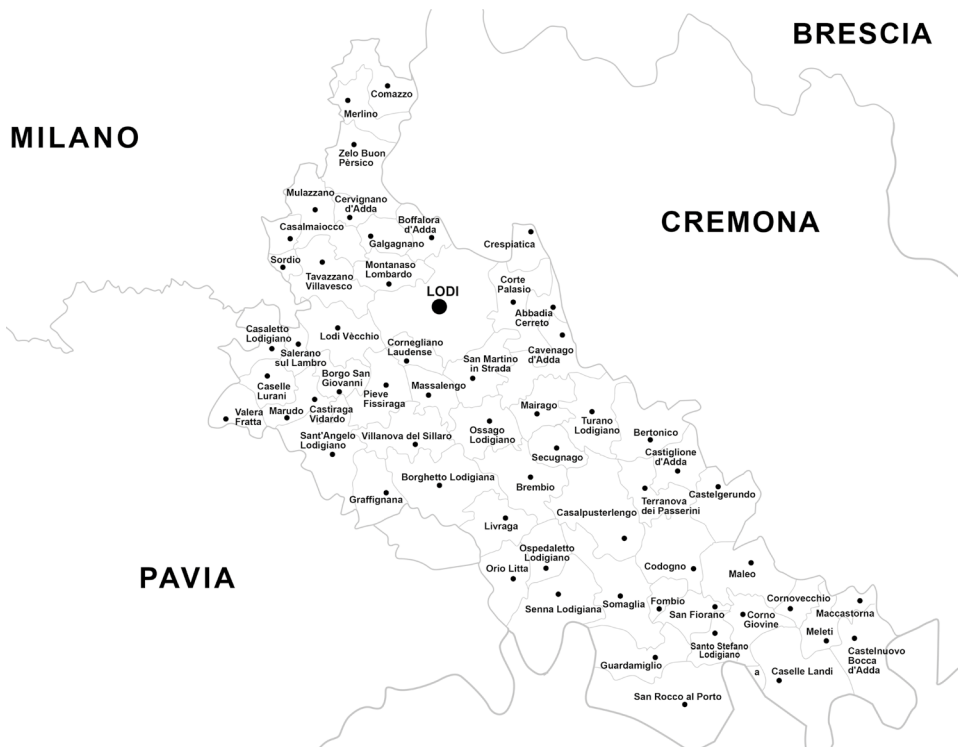 BRESCIA
Comazzo
Merlino
MILANO
Zelo Buon
Pèrsico
Mulazzano
Cervignano
d'Adda
Boffalora
d'Adda
CREMONA
Casalmaiocco
Galgagnano
Crespiatica
Sordio
Tavazzano
Villavesco
Montanaso
Lombardo
Corte
Palasio
LODI
Abbadia
Cerreto
Casaletto
Lodigiano
Lodi Vècchio
Salerano
sul Lambro
Cornegliano
Laudense
San Martino
in Strada
Cavenago
d'Adda
Borgo San
Giovanni
Caselle
Lurani
Pieve
Fissiraga
Massalengo
Valera
Fratta
Marudo
Castiraga
Vidardo
Mairago
Turano
Lodigiano
Sant'Angelo
Lodigiano
Villanova del Sillaro
Ossago
Lodigiano
Bertonico
Secugnago
Castiglione
d'Adda
Borghetto Lodigiana
Brembio
Graffignana
Castelgerundo
Terranova
dei Passerini
Livraga
Casalpusterlengo
Ospedaletto
Lodigiano
Orio Litta
Codogno
Maleo
PAVIA
Senna Lodigiana
Somaglia
Fombio
San Fiorano
Corno
Giovine
Cornovecchio
Maccastorna
Meleti
Santo Stefano
Lodigiano
Castelnuovo
Bocca
d'Adda
Guardamiglio
a
Caselle Landi
San Rocco al Porto